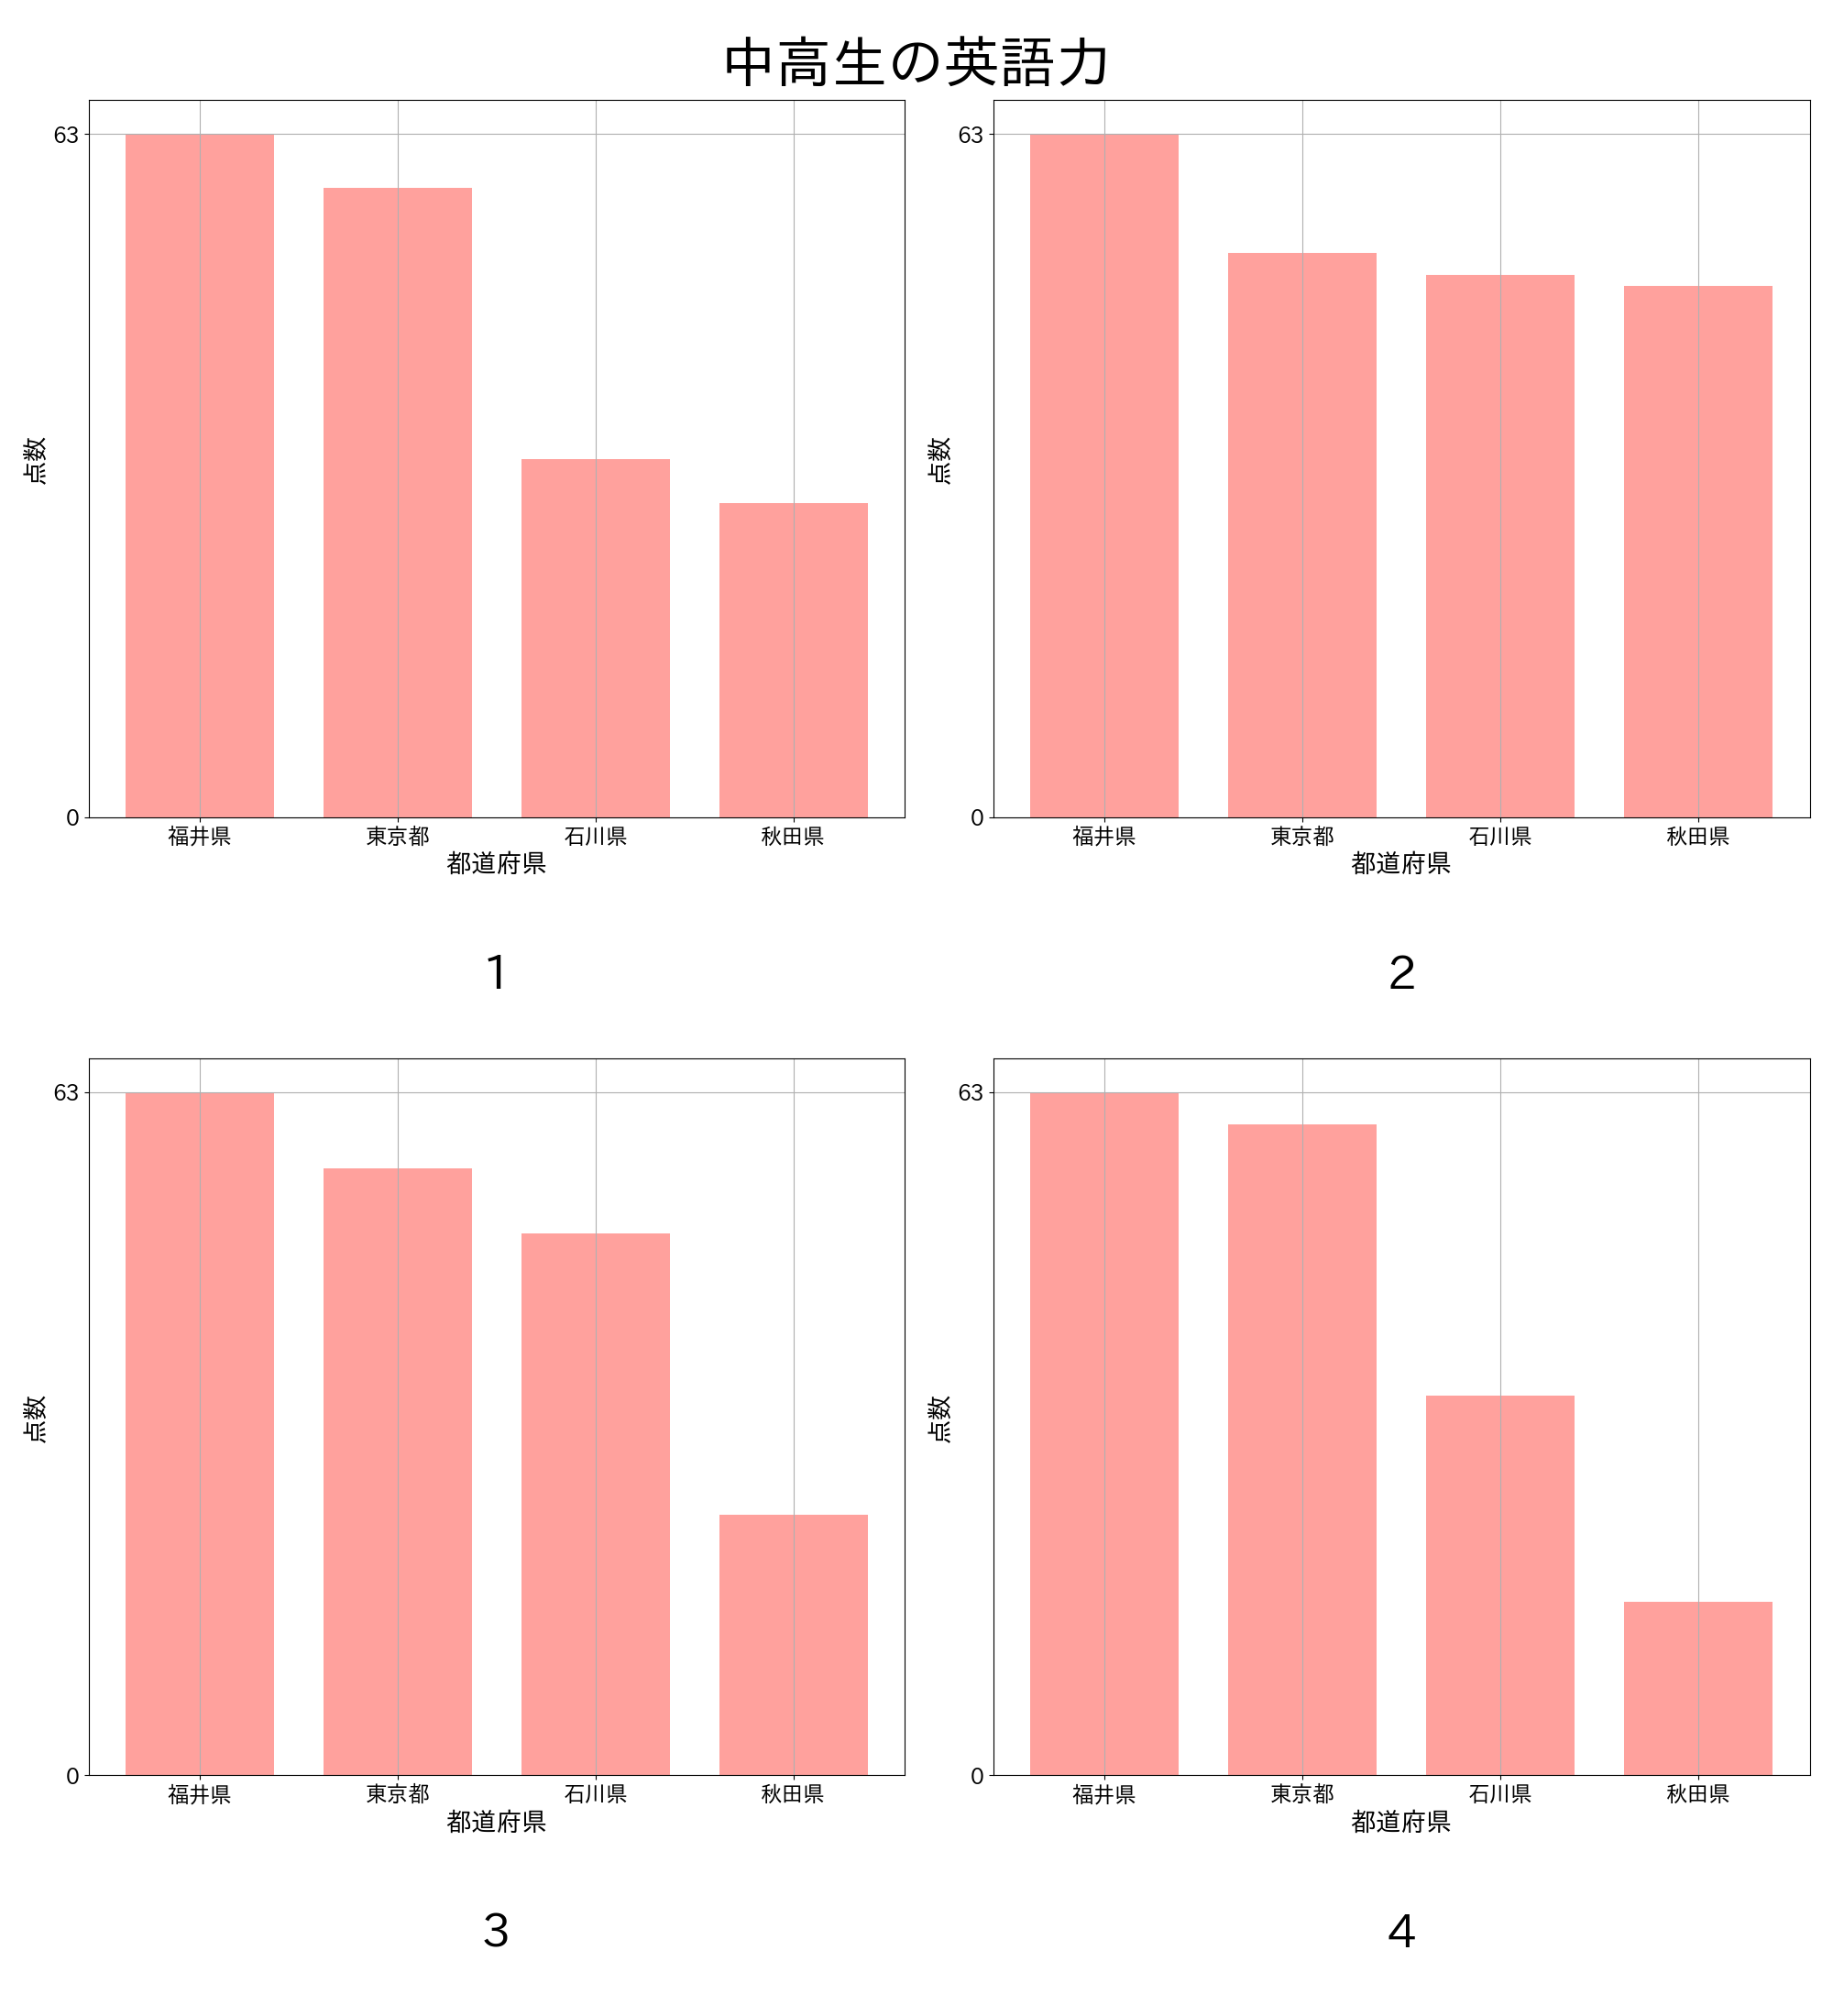 中高生の英語力
63
0
点数
福井県 東京都 石川県 秋田県
都道府県
1
63
0
点数
福井県 東京都 石川県 秋田県
都道府県
2
63
0
点数
福井県 東京都 石川県 秋田県
都道府県
3
63
0
点数
福井県 東京都 石川県 秋田県
都道府県
4